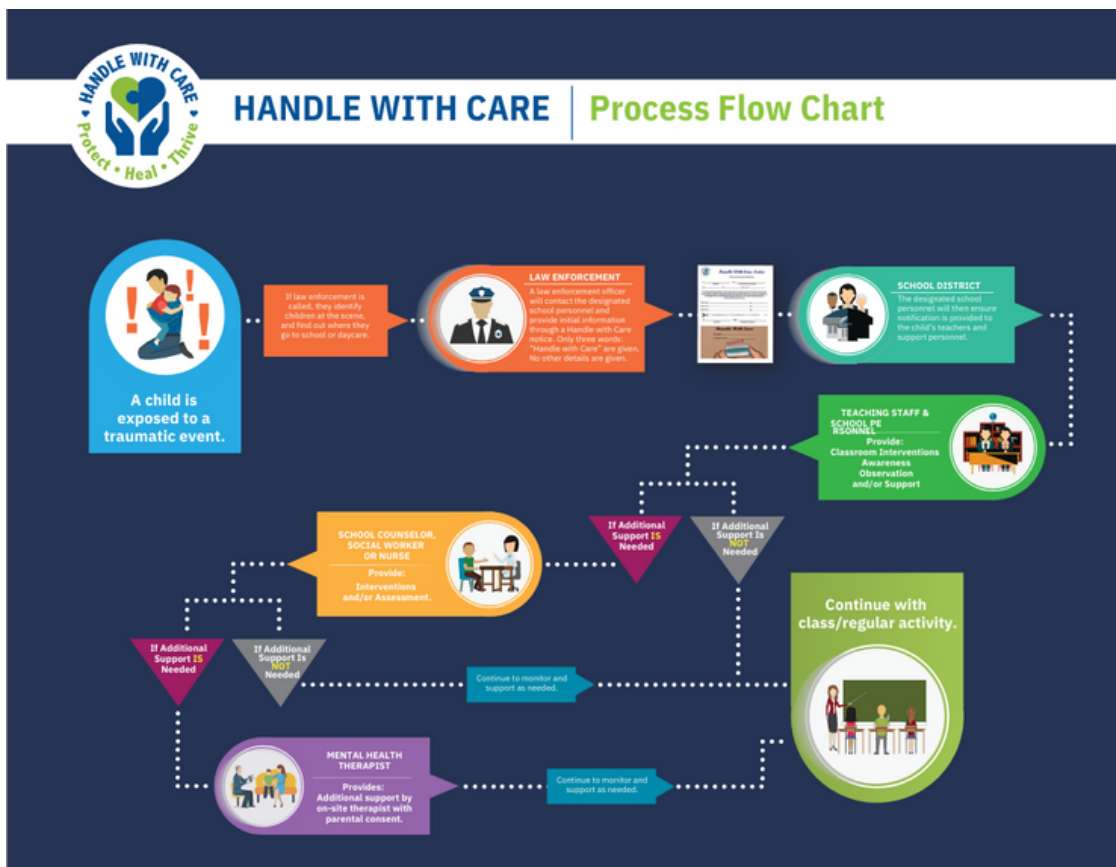 HANDLE WITH CARE
Protect • Heal • Thrive
HANDLE WITH CARE
Process Flow Chart
A child is
exposed to a
traumatic event.
If law enforcement is
called, they identify
children at the scene,
and find out where they
go to school or daycare.
LAW ENFORCEMENT
A law enforcement officer
will contact the designated
school personnel and
provide initial information
through a Handle with Care
notice. Only three words:
"Handle with Care" are given.
No other details are given.
Handle With Care
SCHOOL DISTRICT
The designated school
personnel will then ensure
notification is provided to
the child's teachers and
support personnel.
TEACHING STAFF &
SCHOOL PE
RSONNEL
Provide:
Classroom Interventions
Awareness
Observation
and/or Support
If Additional
Support IS
Needed
If Additional
Support Is
NOT
Needed
SCHOOL COUNSELOR,
SOCIAL WORKER
OR NURSE
Provide:
Interventions
and/or Assessment.
If Additional
Support IS
Needed
If Additional
Support Is
NOT
Needed
Continue to monitor and
support as needed.
Continue with
class/regular activity.
MENTAL HEALTH
THERAPIST
Provides:
Additional support by
on-site therapist with
parental consent.
Continue to monitor and
support as needed.